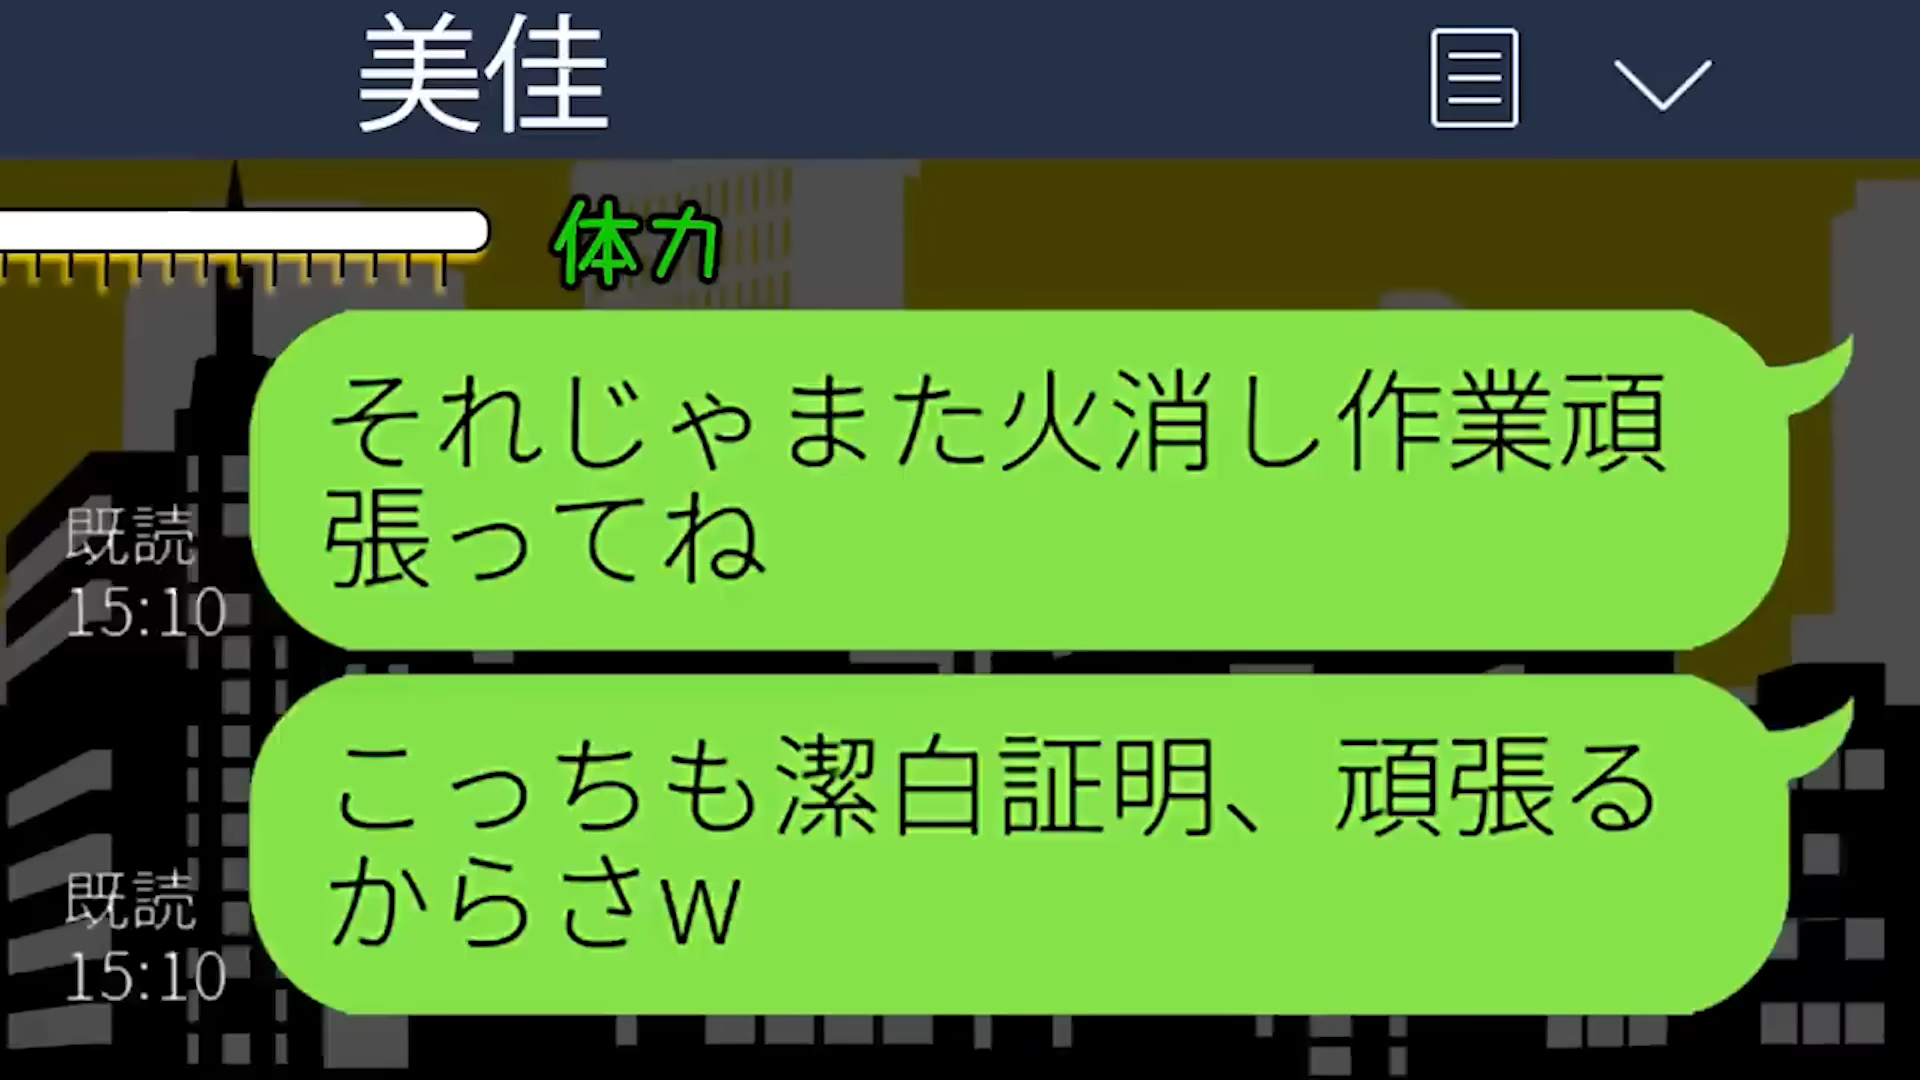 美佳
体力
それじゃまた火消し作業頑
張ってね
既読
15:10
こっちも潔白証明、頑張る
からさw
既読
15:10